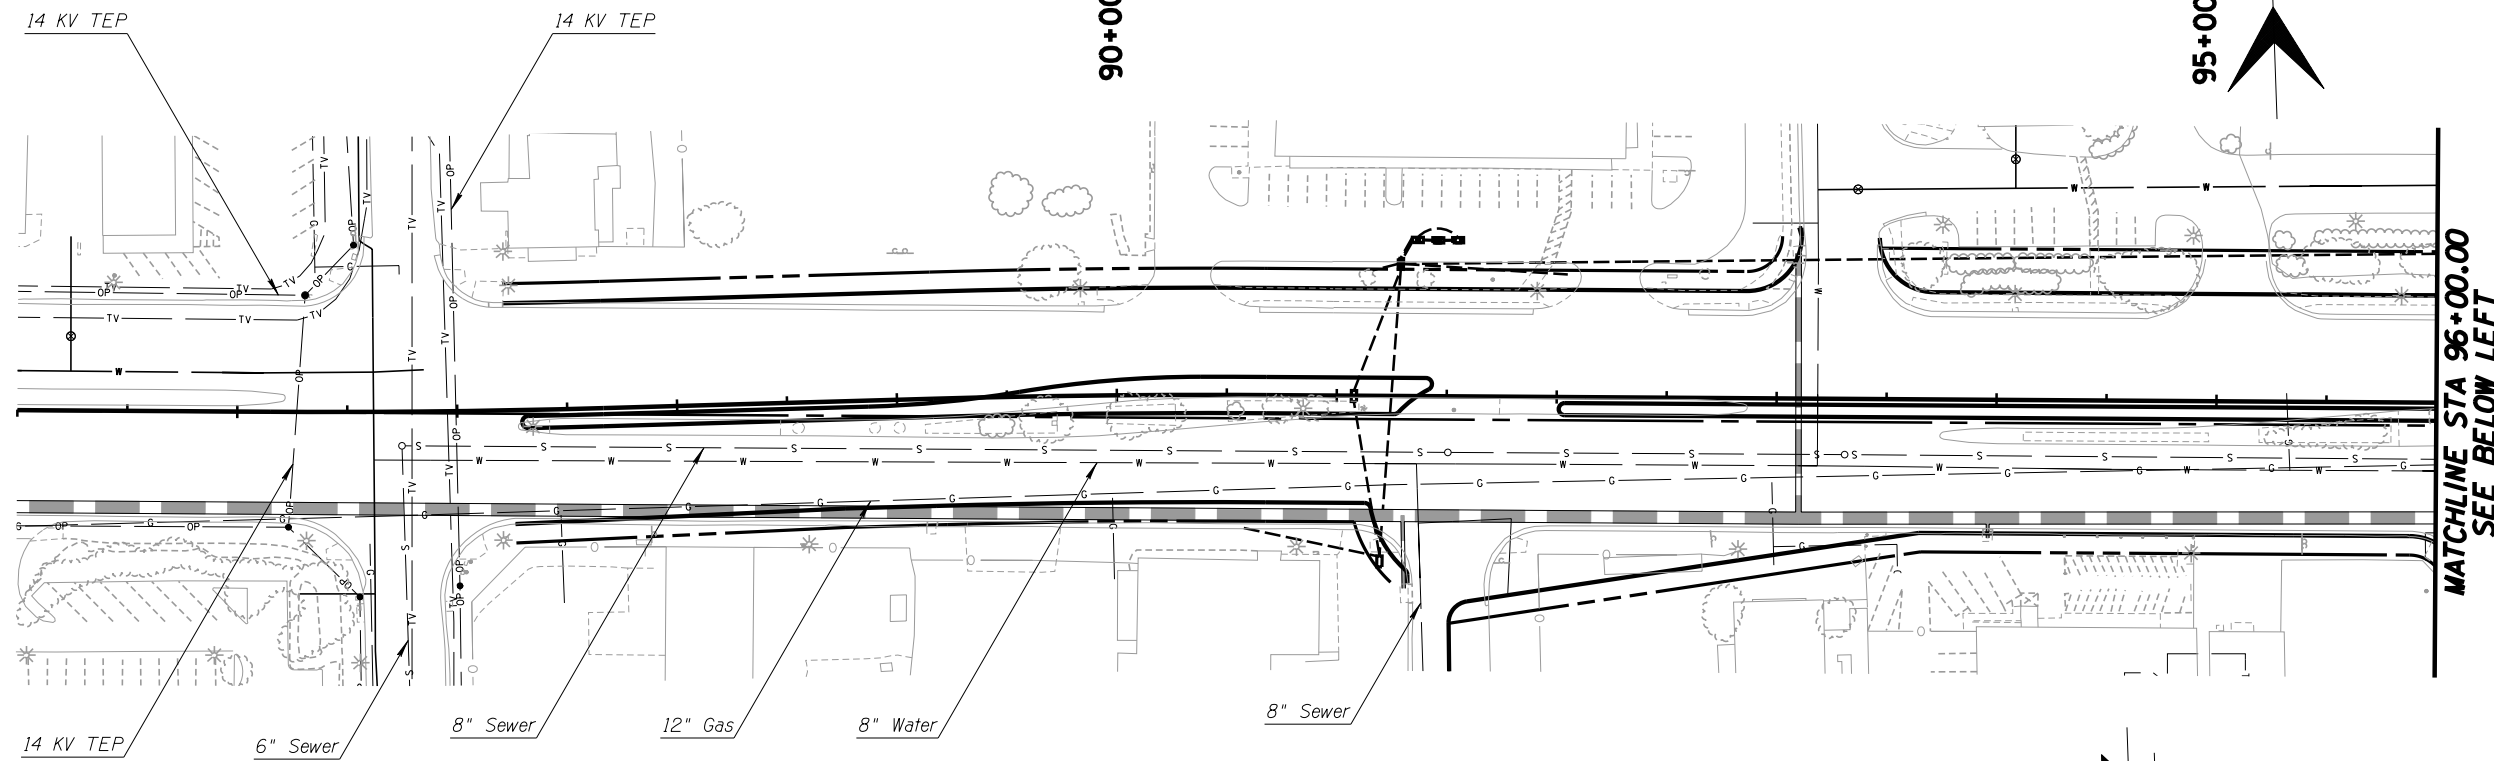 14 KV TEP
14 KV TEP
90+00
95+00
MATCHLINE STA 96+00.00
SEE BELOW LEFT
14 KV TEP
6" Sewer
8" Sewer
12" Gas
8" Water
8" Sewer